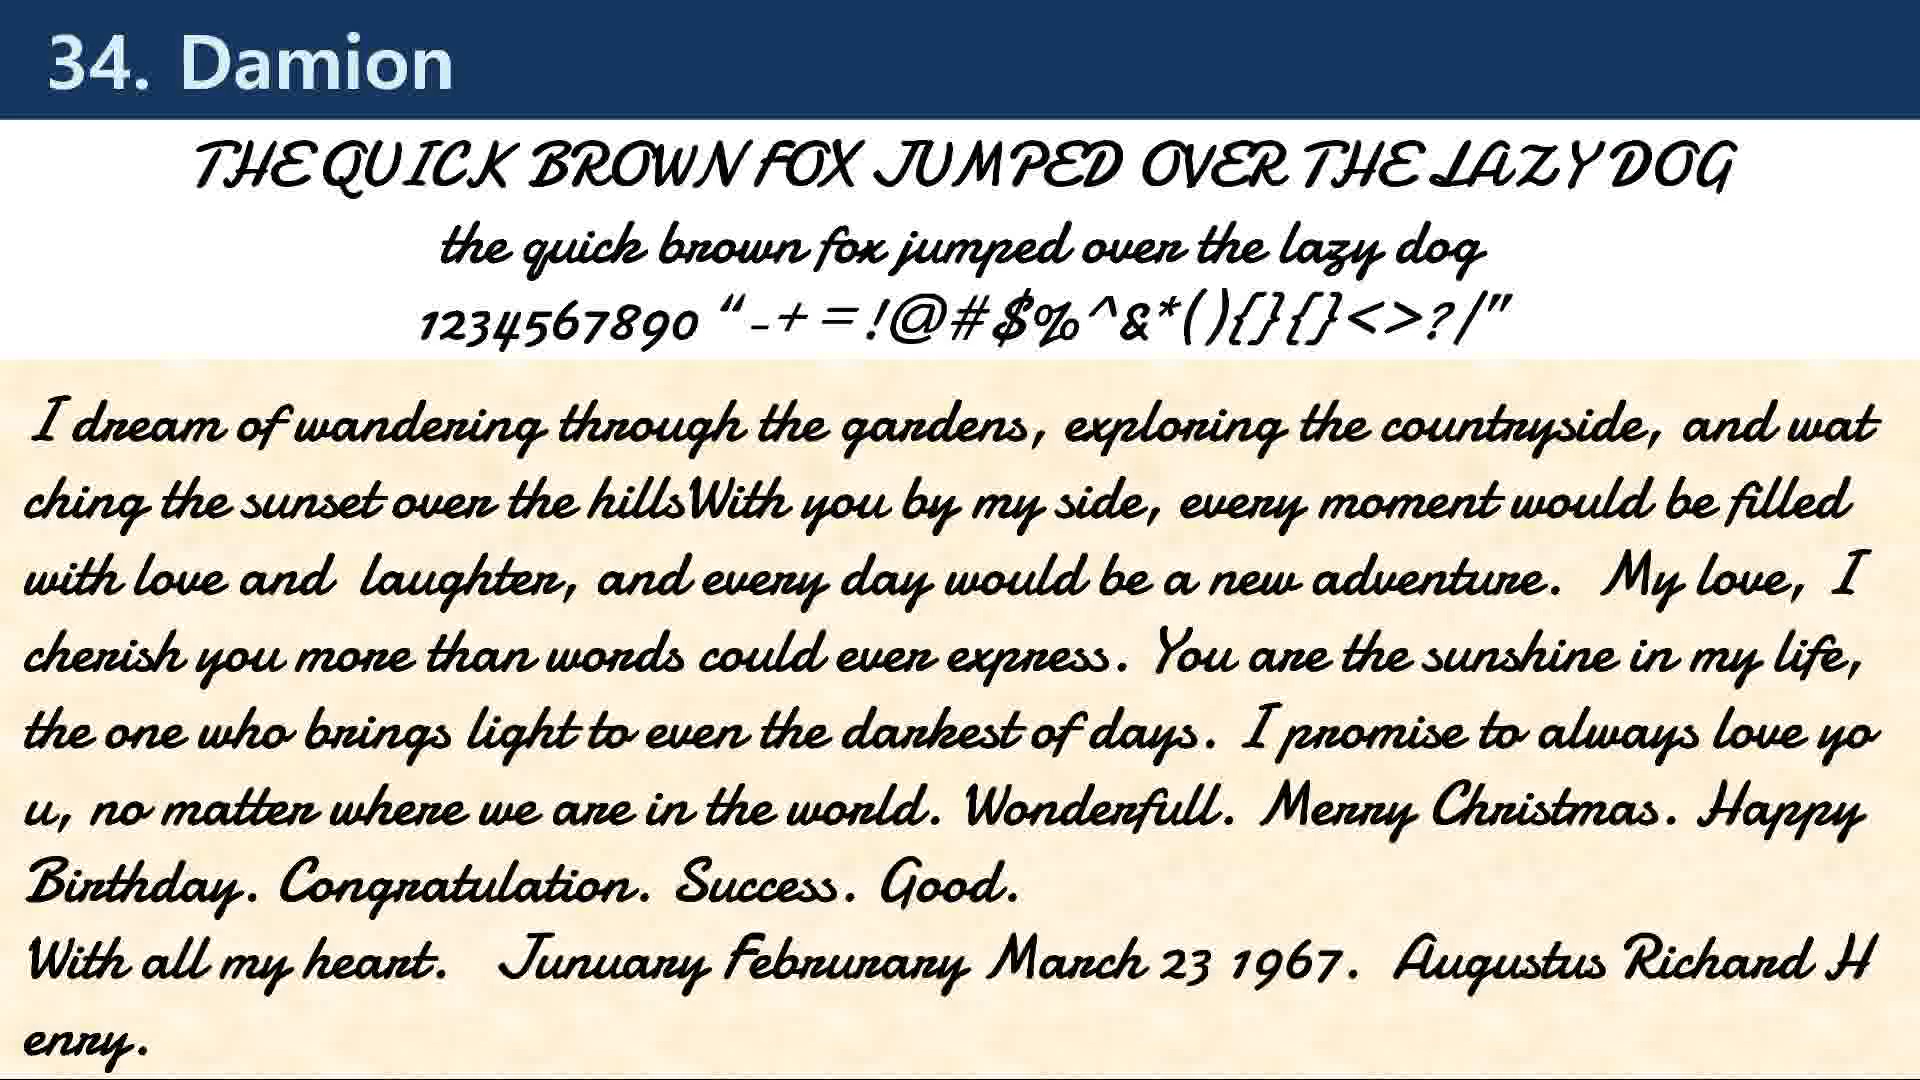 34. Damion
THE QUICK BROWN FOX JUMPED OVER THE LAZY DOG
the quick brown fox jumped over the lazy dog
1234567890 “-+=!@#$%^&*(){}{}<>?/”
I dream of wandering through the gardens, exploring the countryside, and wat
ching the sunset over the hillsWith you by my side, every moment would be filled
with love and laughter, and every day would be a new adventure. My love, I
cherish you more than words could ever express. You are the sunshine in my life,
the one who brings light to even the darkest of days. I promise to always love yo
u, no matter where we are in the world. Wonderfull. Merry Christmas. Happy
Birthday. Congratulation. Success. Good.
With all my heart. Junuary Februrary March 23 1967. Augustus Richard H
enry.